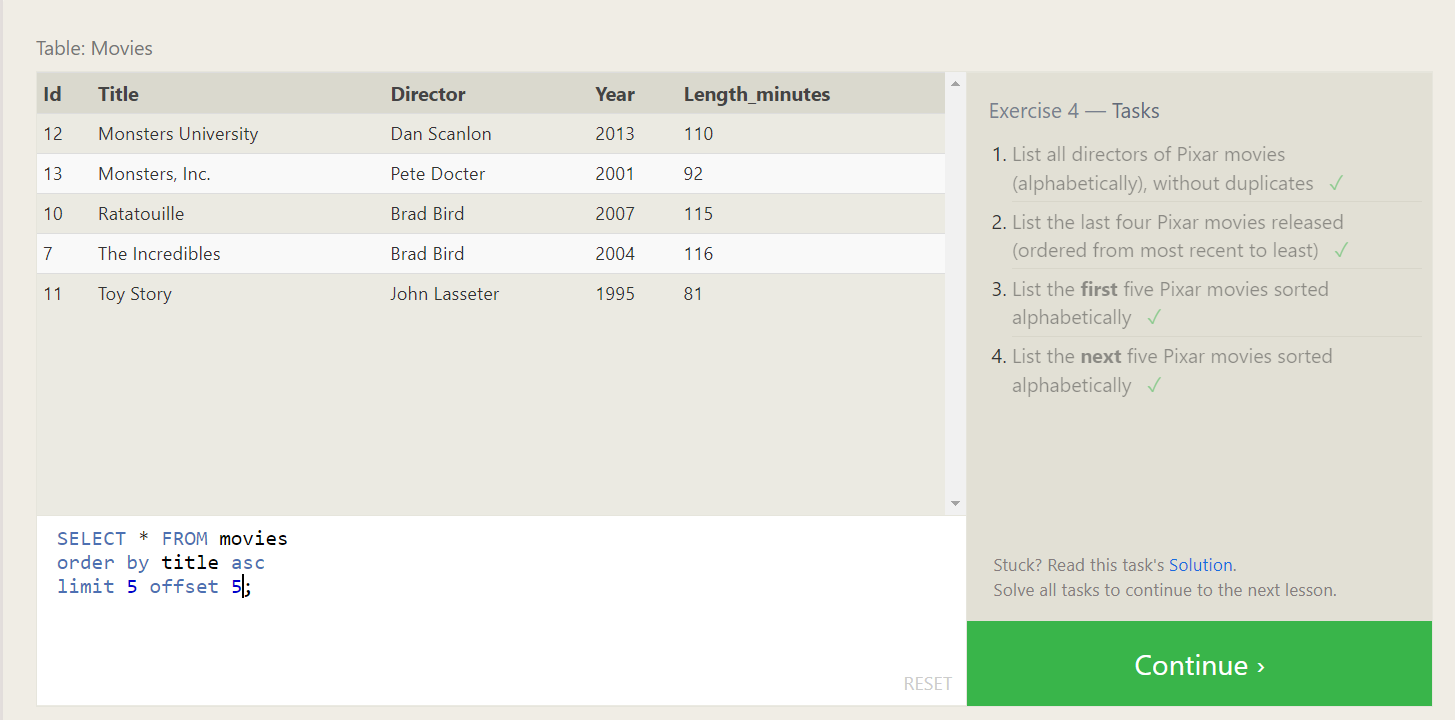 Table: Movies
Id Title Director Year Length_minutes
12 Monsters University Dan Scanlon 2013 110
13 Monsters, Inc. Pete Docter 2001 92
10 Ratatouille Brad Bird 2007 115
7 The Incredibles Brad Bird 2004 116
11 Toy Story John Lasseter 1995 81
SELECT * FROM movies
order by title asc
limit 5 offset 5;
RESET
Exercise 4 — Tasks
1. List all directors of Pixar movies
(alphabetically), without duplicates ✓
2. List the last four Pixar movies released
(ordered from most recent to least) ✓
3. List the first five Pixar movies sorted
alphabetically ✓
4. List the next five Pixar movies sorted
alphabetically ✓
Stuck? Read this task's Solution.
Solve all tasks to continue to the next lesson.
Continue ›